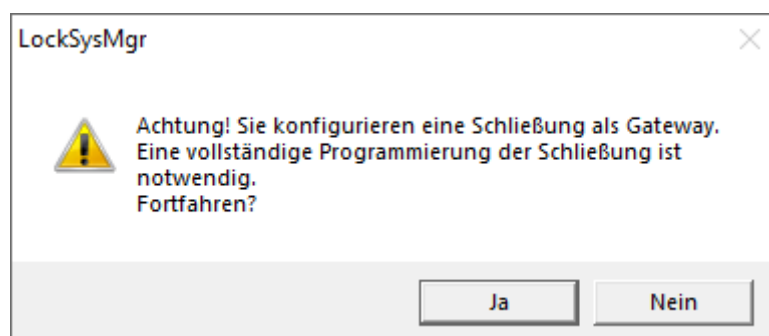 LockSysMgr
Achtung! Sie konfigurieren eine Schließung als Gateway.
Eine vollständige Programmierung der Schließung ist
notwendig.
Fortfahren?
Ja
Nein